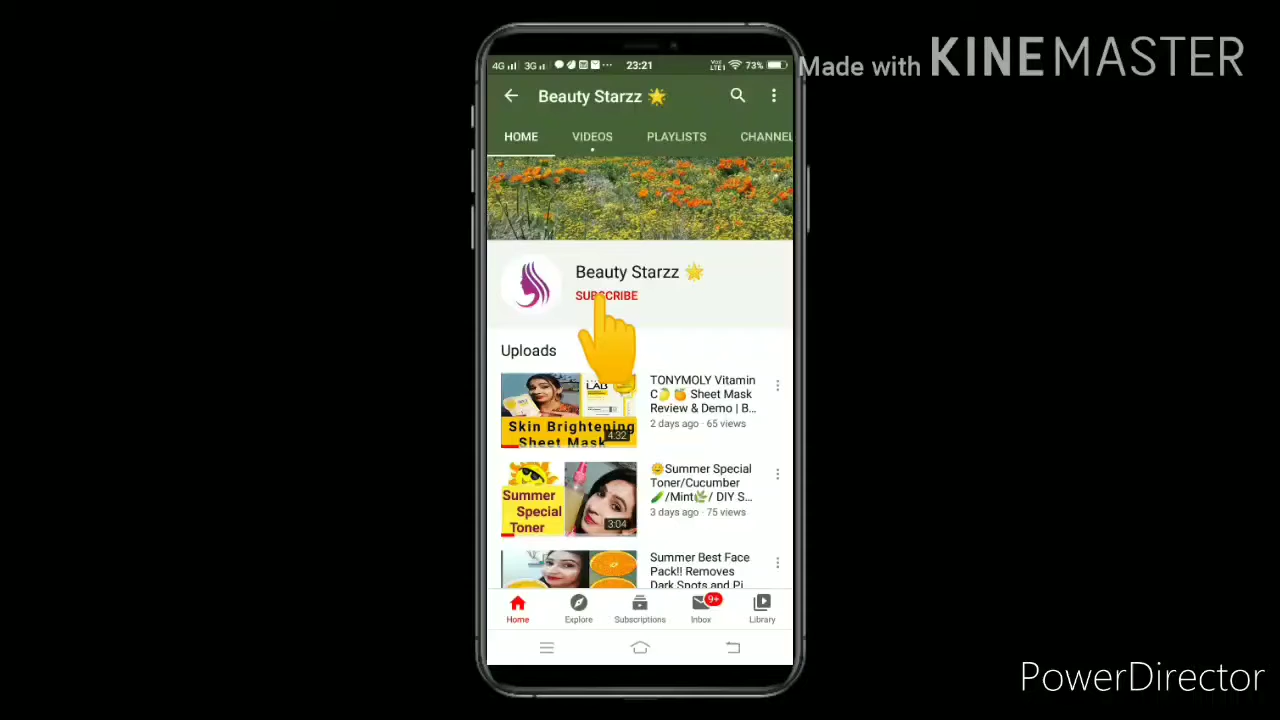 Made with KINEMASTER
4G 3G 23:21 VoLTE1 73%
Beauty Starzz 🌟
HOME VIDEOS PLAYLISTS CHANNEL
Beauty Starzz 🌟
SUBSCRIBE
Uploads
LAB
Skin Brightening
Sheet Mask
4:32
TONYMOLY Vitamin
C🍋🍊 Sheet Mask
Review & Demo | B...
2 days ago · 65 views
Summer
Special
Toner
3:04
🌞Summer Special
Toner/Cucumber
🥒/Mint🌿/ DIY S...
3 days ago · 75 views
Summer Best Face
Pack!! Removes
Dark Spots and Pi
9+
Home Explore Subscriptions Inbox Library
PowerDirector